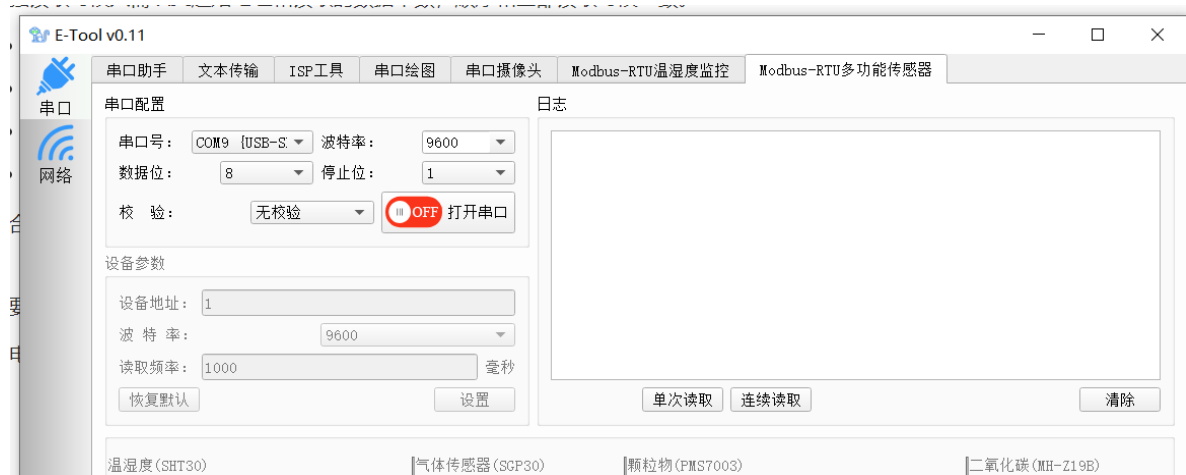 E-Tool v0.11
串口助手 文本传输 ISP工具 串口绘图 串口摄像头 Modbus-RTU温湿度监控 Modbus-RTU多功能传感器
串口
网络
串口配置
串口号: COM9 {USB-S: 波特率: 9600
数据位: 8 停止位: 1
校 验: 无校验 OFF 打开串口
设备参数
设备地址: 1
波 特 率: 9600
读取频率: 1000 毫秒
恢复默认 设置
日志
单次读取 连续读取 清除
温湿度(SHT30) 气体传感器(SGP30) 颗粒物(PMS7003) 二氧化碳(MH-Z19B)